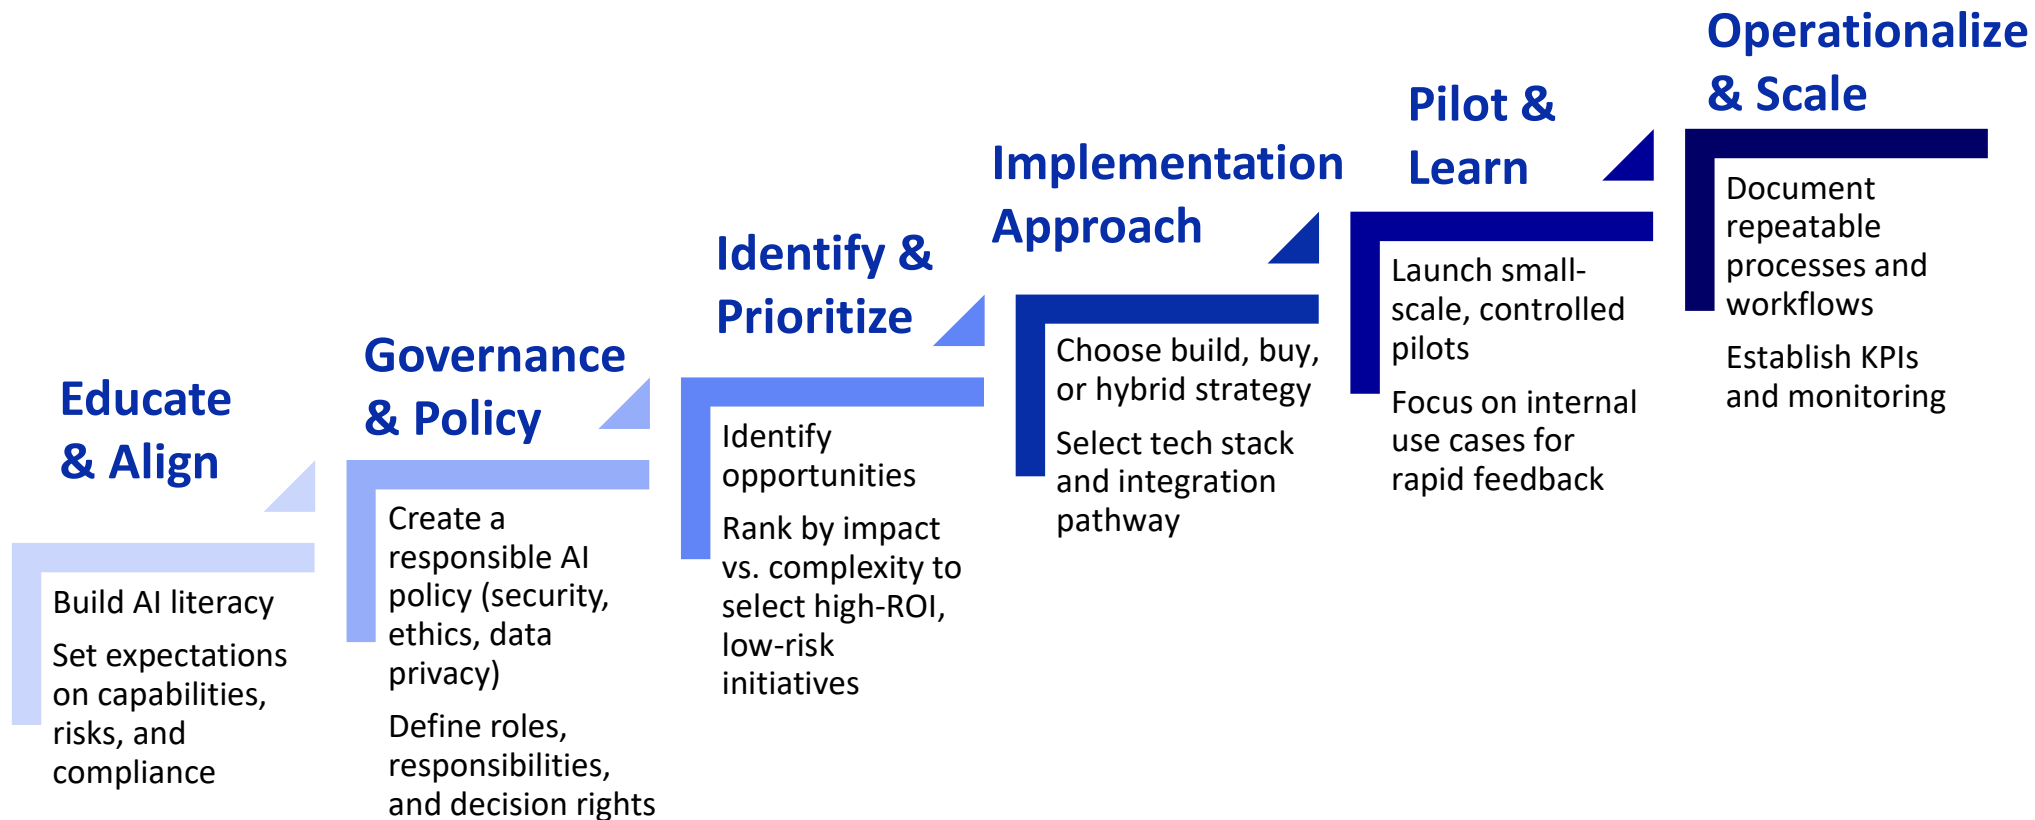 Educate
& Align
Build AI literacy
Set expectations
on capabilities,
risks, and
compliance
Governance
& Policy
Create a
responsible AI
policy (security,
ethics, data
privacy)
Define roles,
responsibilities,
and decision rights
Identify &
Prioritize
Identify
opportunities
Rank by impact
vs. complexity to
select high-ROI,
low-risk
initiatives
Implementation
Approach
Choose build, buy,
or hybrid strategy
Select tech stack
and integration
pathway
Pilot &
Learn
Launch small-
scale, controlled
pilots
Focus on internal
use cases for
rapid feedback
Operationalize
& Scale
Document
repeatable
processes and
workflows
Establish KPIs
and monitoring